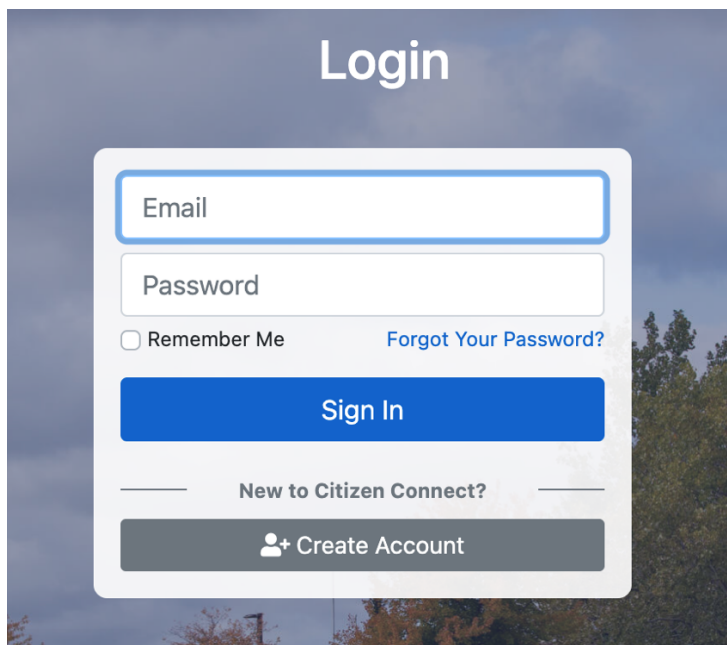 Login
Email
Password
Remember Me Forgot Your Password?
Sign In
New to Citizen Connect?
Create Account